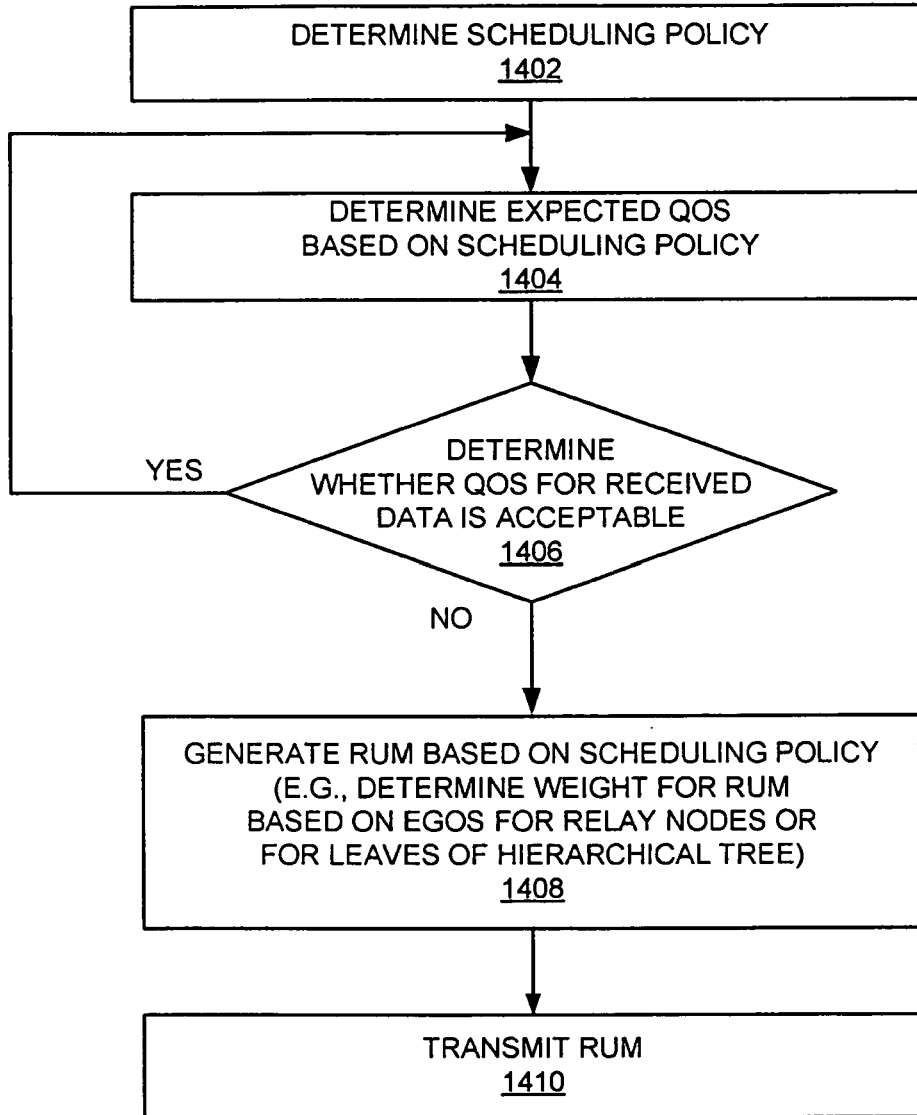 DETERMINE SCHEDULING POLICY
1402
DETERMINE EXPECTED QOS
BASED ON SCHEDULING POLICY
1404
YES
DETERMINE
WHETHER QOS FOR RECEIVED
DATA IS ACCEPTABLE
1406
NO
GENERATE RUM BASED ON SCHEDULING POLICY
(E.G., DETERMINE WEIGHT FOR RUM
BASED ON EGOS FOR RELAY NODES OR
FOR LEAVES OF HIERARCHICAL TREE)
1408
TRANSMIT RUM
1410